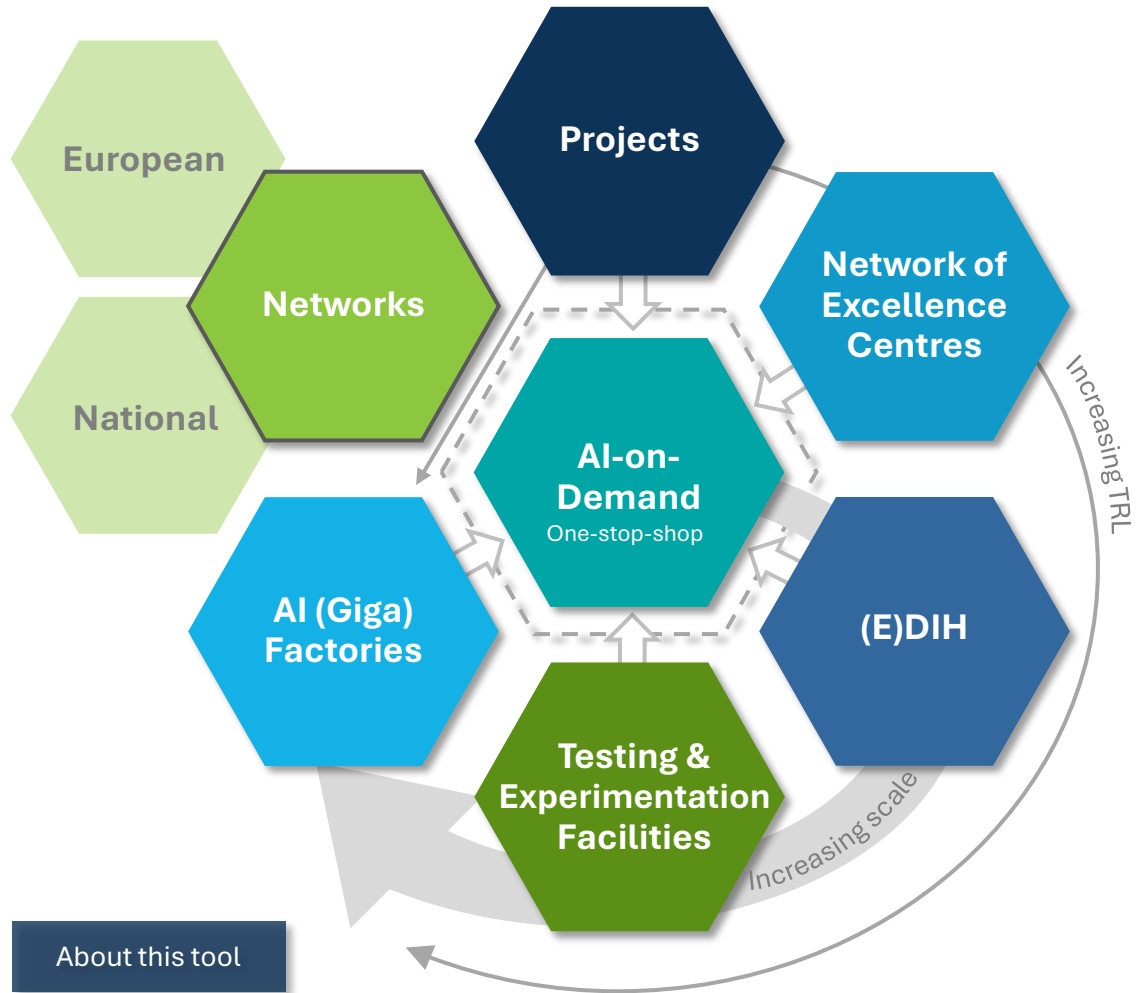 Projects
European
Networks
National
Network of
Excellence
Centres
Increasing TRL
AI-on-
Demand
One-stop-shop
AI (Giga)
Factories
(E)DIH
Testing &
Experimentation
Facilities
Increasing scale
About this tool